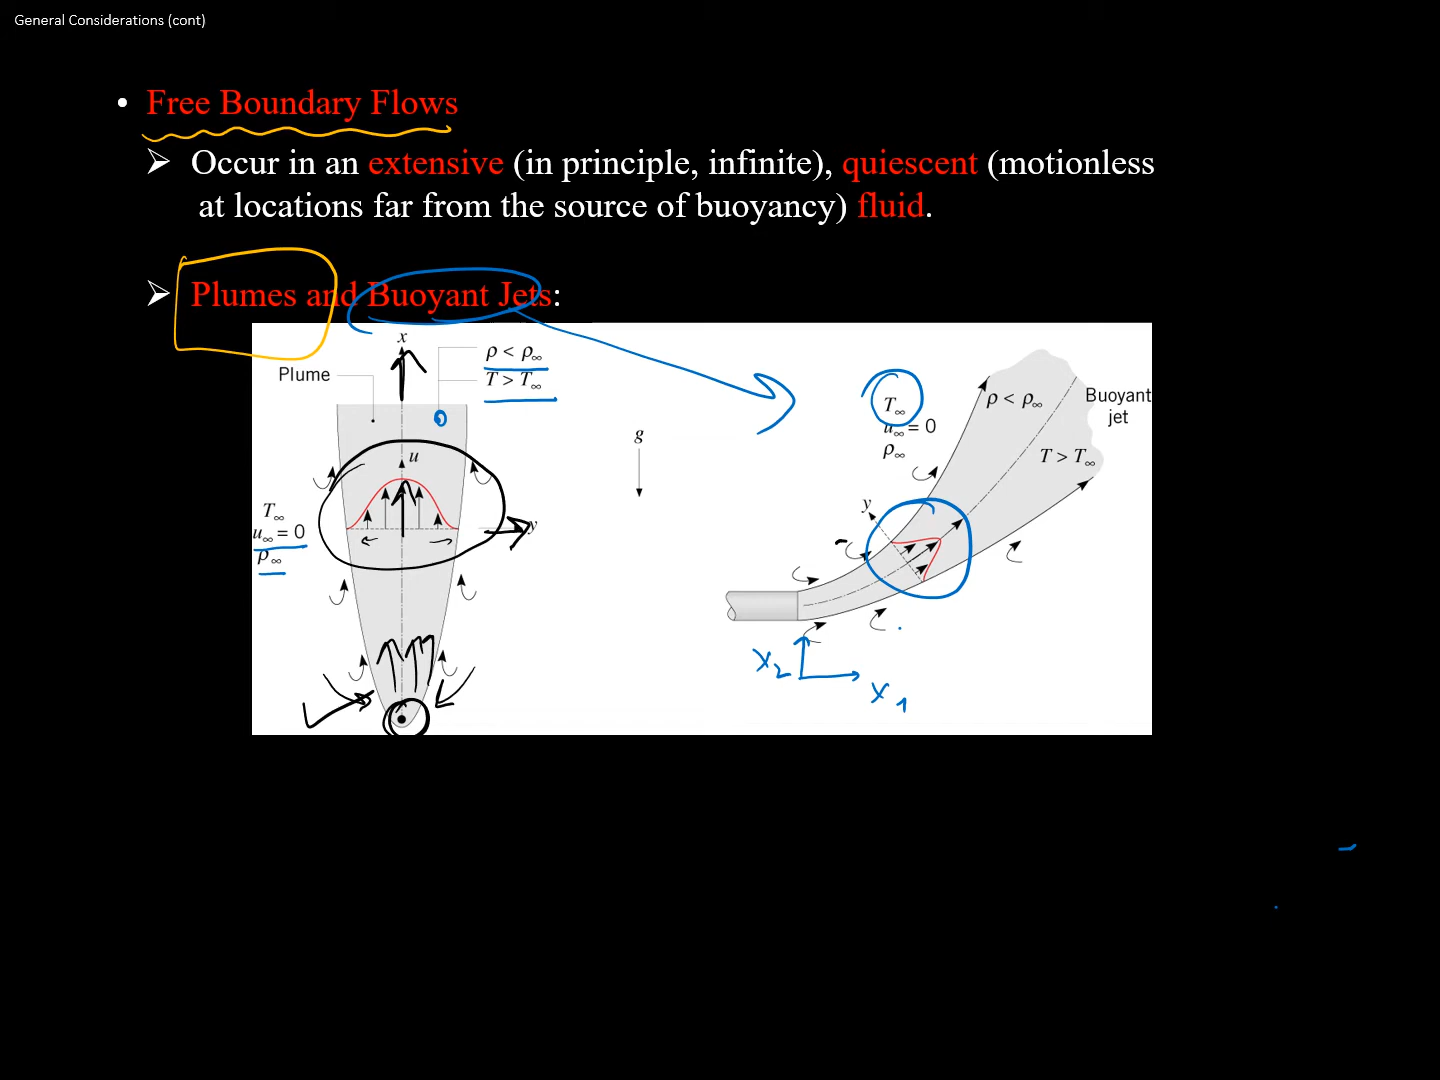 General Considerations (cont)
• Free Boundary Flows
➢ Occur in an extensive (in principle, infinite), quiescent (motionless
at locations far from the source of buoyancy) fluid.
➢ Plumes and Buoyant Jets:
x
Plume
ρ < ρ∞
T > T∞
u
y
T∞
u∞ = 0
ρ∞
g
T∞
u∞ = 0
ρ∞
ρ < ρ∞
Buoyant
jet
T > T∞
y
x₂
x₁